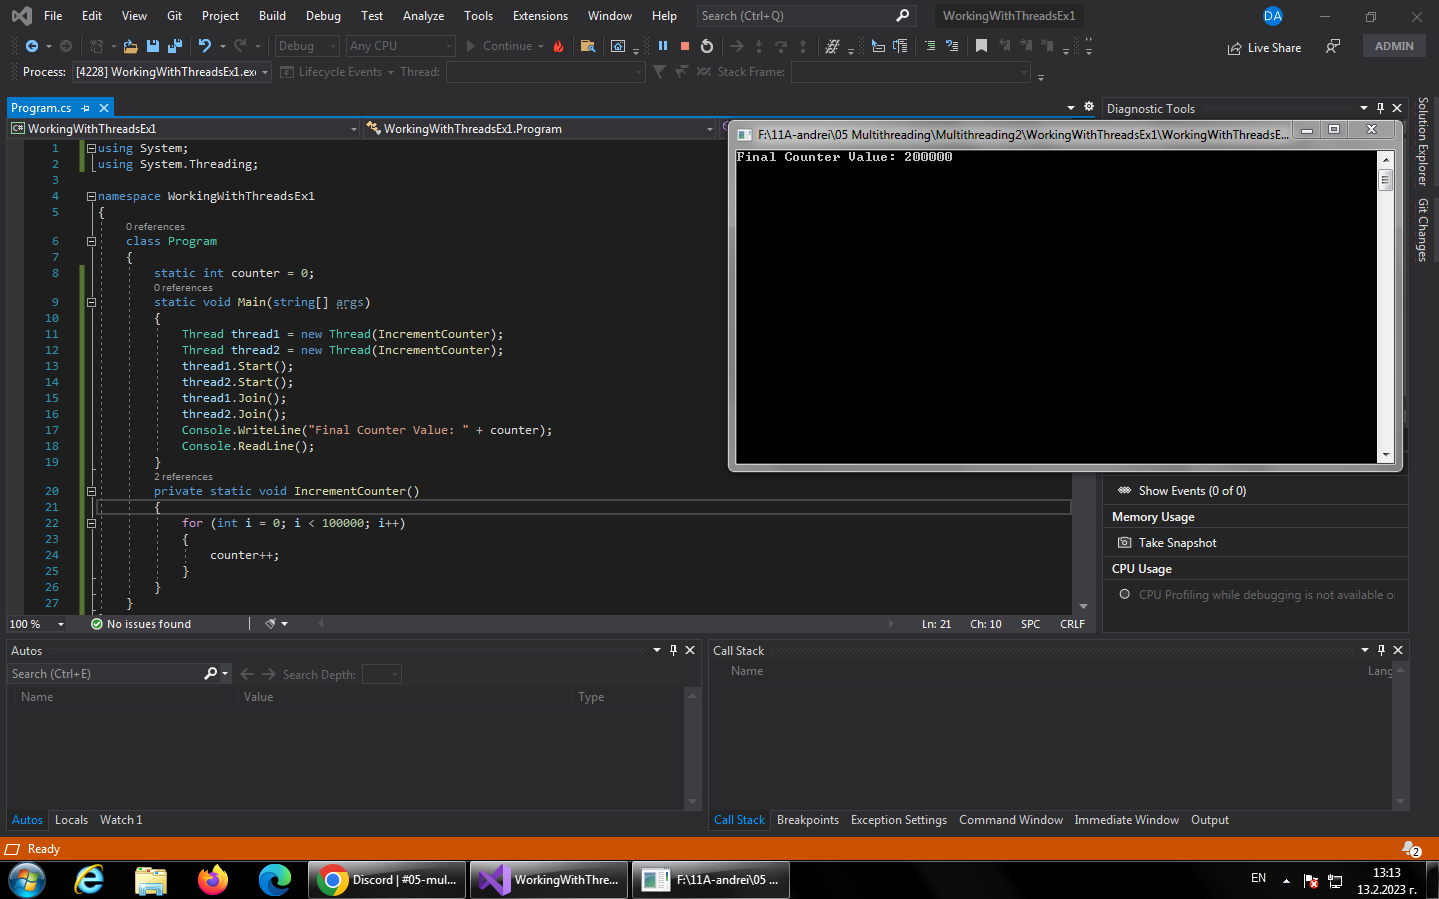 File Edit View Git Project Build Debug Test Analyze Tools Extensions Window Help Search (Ctrl+Q) WorkingWithThreadsEx1 DA
Debug Any CPU Continue Live Share ADMIN
Process: [4228] WorkingWithThreadsEx1.exe Lifecycle Events Thread: Stack Frame:
Program.cs
WorkingWithThreadsEx1 WorkingWithThreadsEx1.Program
1 using System;
2 using System.Threading;
3
4 namespace WorkingWithThreadsEx1
5 {
0 references
6 class Program
7 {
8 static int counter = 0;
0 references
9 static void Main(string[] args)
10 {
11 Thread thread1 = new Thread(IncrementCounter);
12 Thread thread2 = new Thread(IncrementCounter);
13 thread1.Start();
14 thread2.Start();
15 thread1.Join();
16 thread2.Join();
17 Console.WriteLine("Final Counter Value: " + counter);
18 Console.ReadLine();
19 }
2 references
20 private static void IncrementCounter()
21 {
22 for (int i = 0; i < 100000; i++)
23 {
24 counter++;
25 }
26 }
27 }
100 % No issues found Ln: 21 Ch: 10 SPC CRLF
Diagnostic Tools
F:\11A-andrei\05 Multithreading\Multithreading2\WorkingWithThreadsEx1\WorkingWithThreadsE...
Final Counter Value: 200000
Show Events (0 of 0)
Memory Usage
Take Snapshot
CPU Usage
CPU Profiling while debugging is not available o
Solution Explorer
Git Changes
Autos
Search (Ctrl+E) Search Depth:
Name Value Type
Autos Locals Watch 1
Call Stack
Name Lang
Call Stack Breakpoints Exception Settings Command Window Immediate Window Output
Ready 2
Discord | #05-mul... WorkingWithThre... F:\11A-andrei\05 ... EN 13:13
13.2.2023 г.